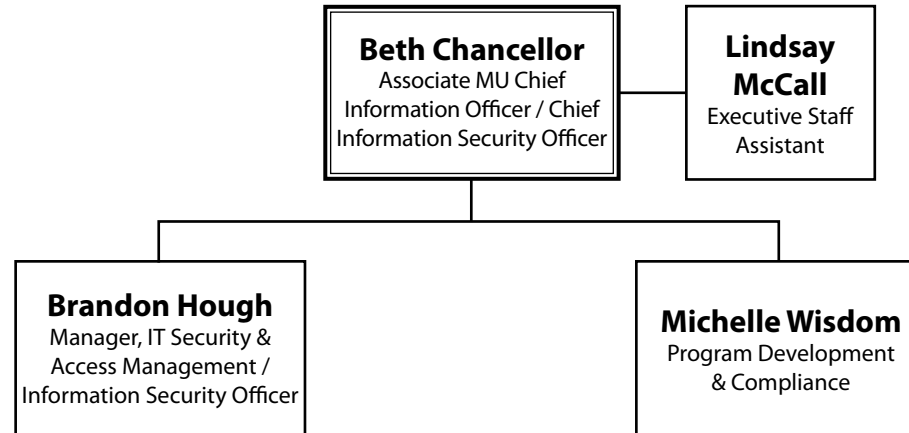 Beth Chancellor
Associate MU Chief
Information Officer / Chief
Information Security Officer
Lindsay
McCall
Executive Staff
Assistant
Brandon Hough
Manager, IT Security &
Access Management /
Information Security Officer
Michelle Wisdom
Program Development
& Compliance